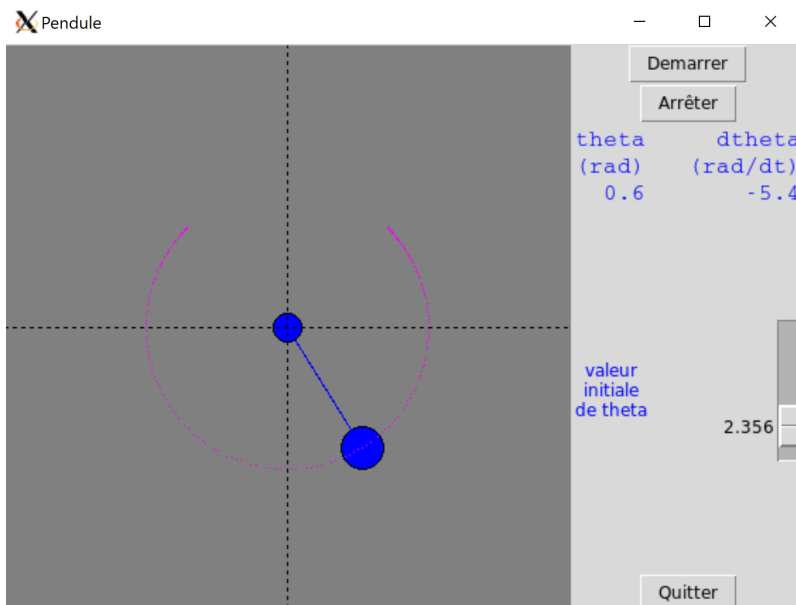 Pendule
Demarrer
Arrêter
theta dtheta
(rad) (rad/dt)
0.6 -5.4
valeur
initiale
de theta
2.356
Quitter